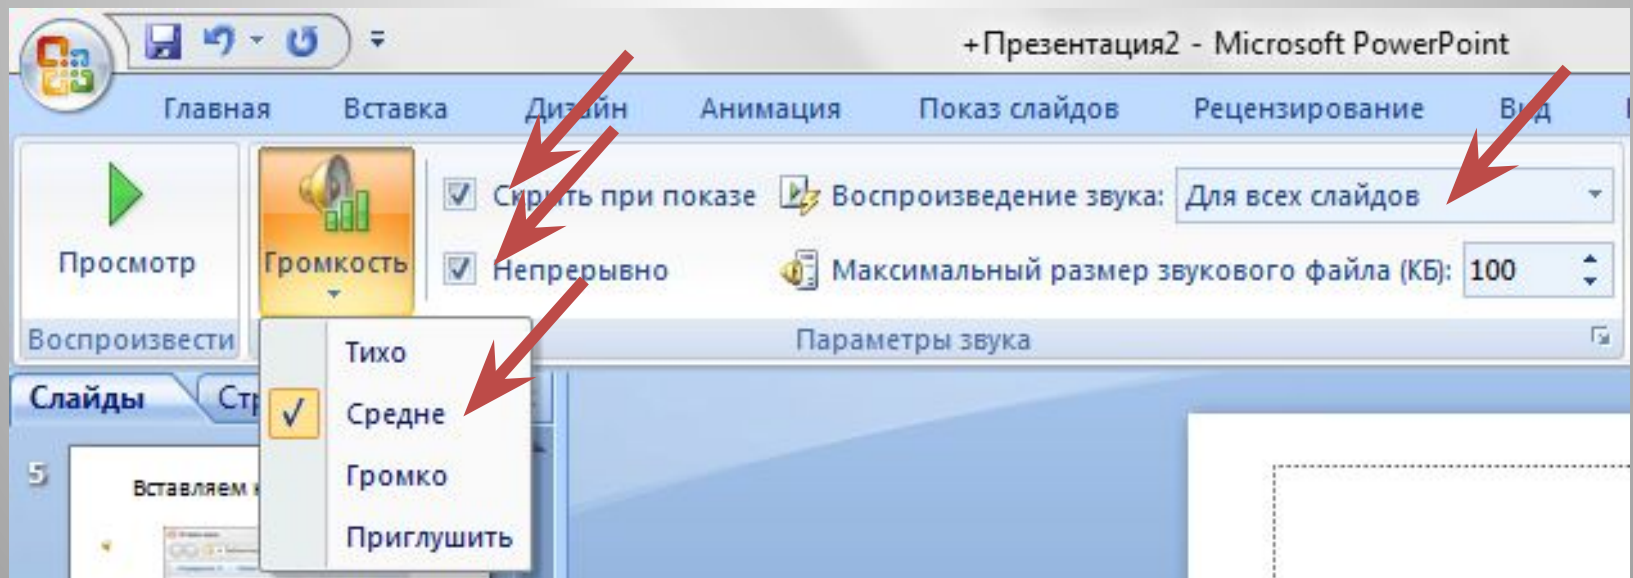 +Презентация2 - Microsoft PowerPoint
Главная Вставка Дизайн Анимация Показ слайдов Рецензирование Вид
Скрыть при показе Воспроизведение звука: Для всех слайдов
Просмотр Громкость Непрерывно Максимальный размер звукового файла (КБ): 100
Воспроизвести Параметры звука
Тихо
Слайды
Средне
5 Вставляем
Громко
Приглушить